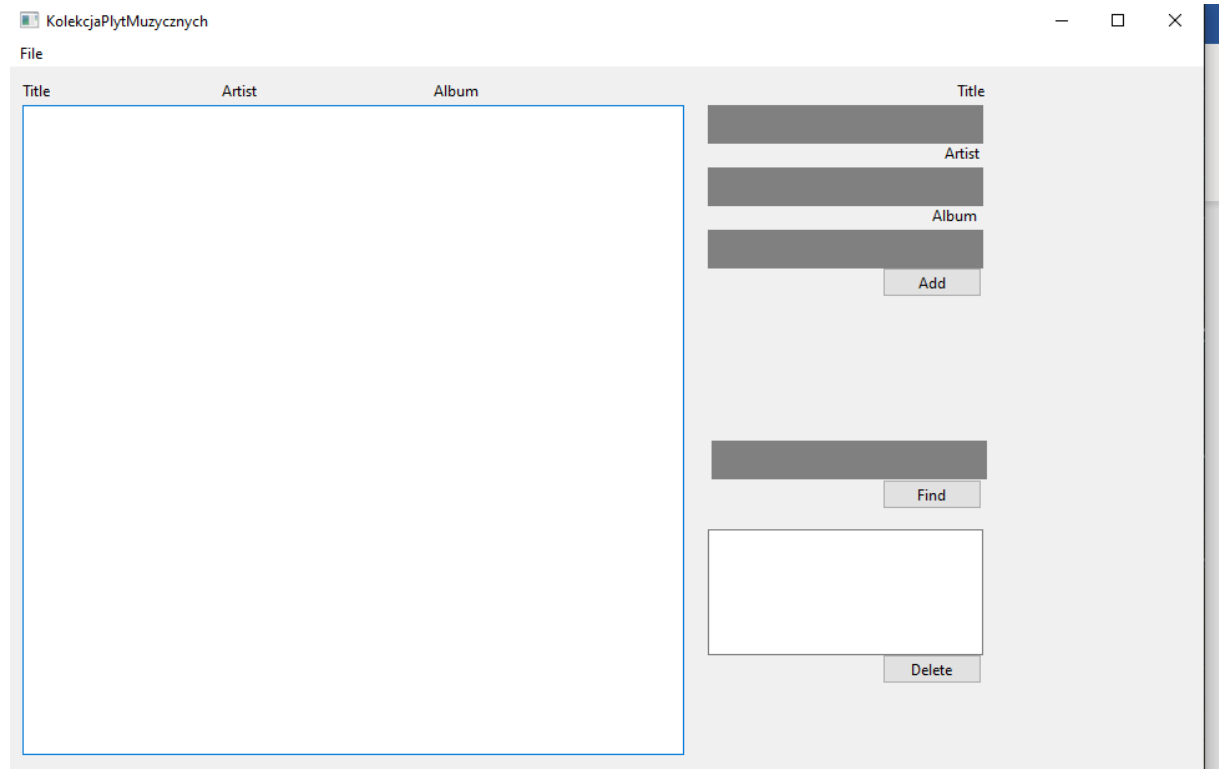 KolekcjaPlytMuzycznych
File
Title Artist Album Title
Artist
Album
Add
Find
Delete